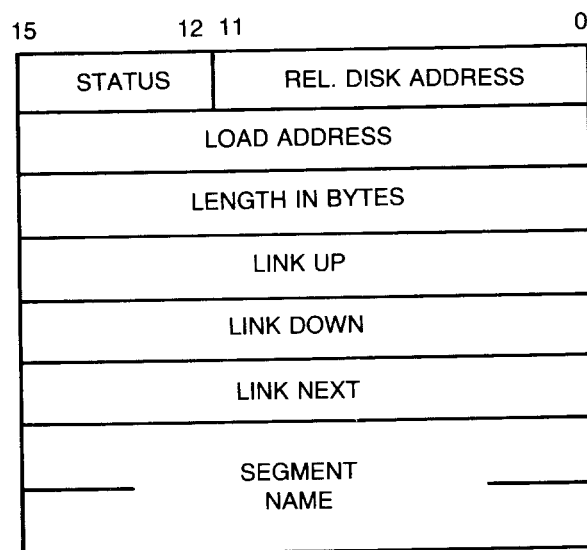 15 12 11 0
STATUS REL. DISK ADDRESS
LOAD ADDRESS
LENGTH IN BYTES
LINK UP
LINK DOWN
LINK NEXT
SEGMENT
NAME